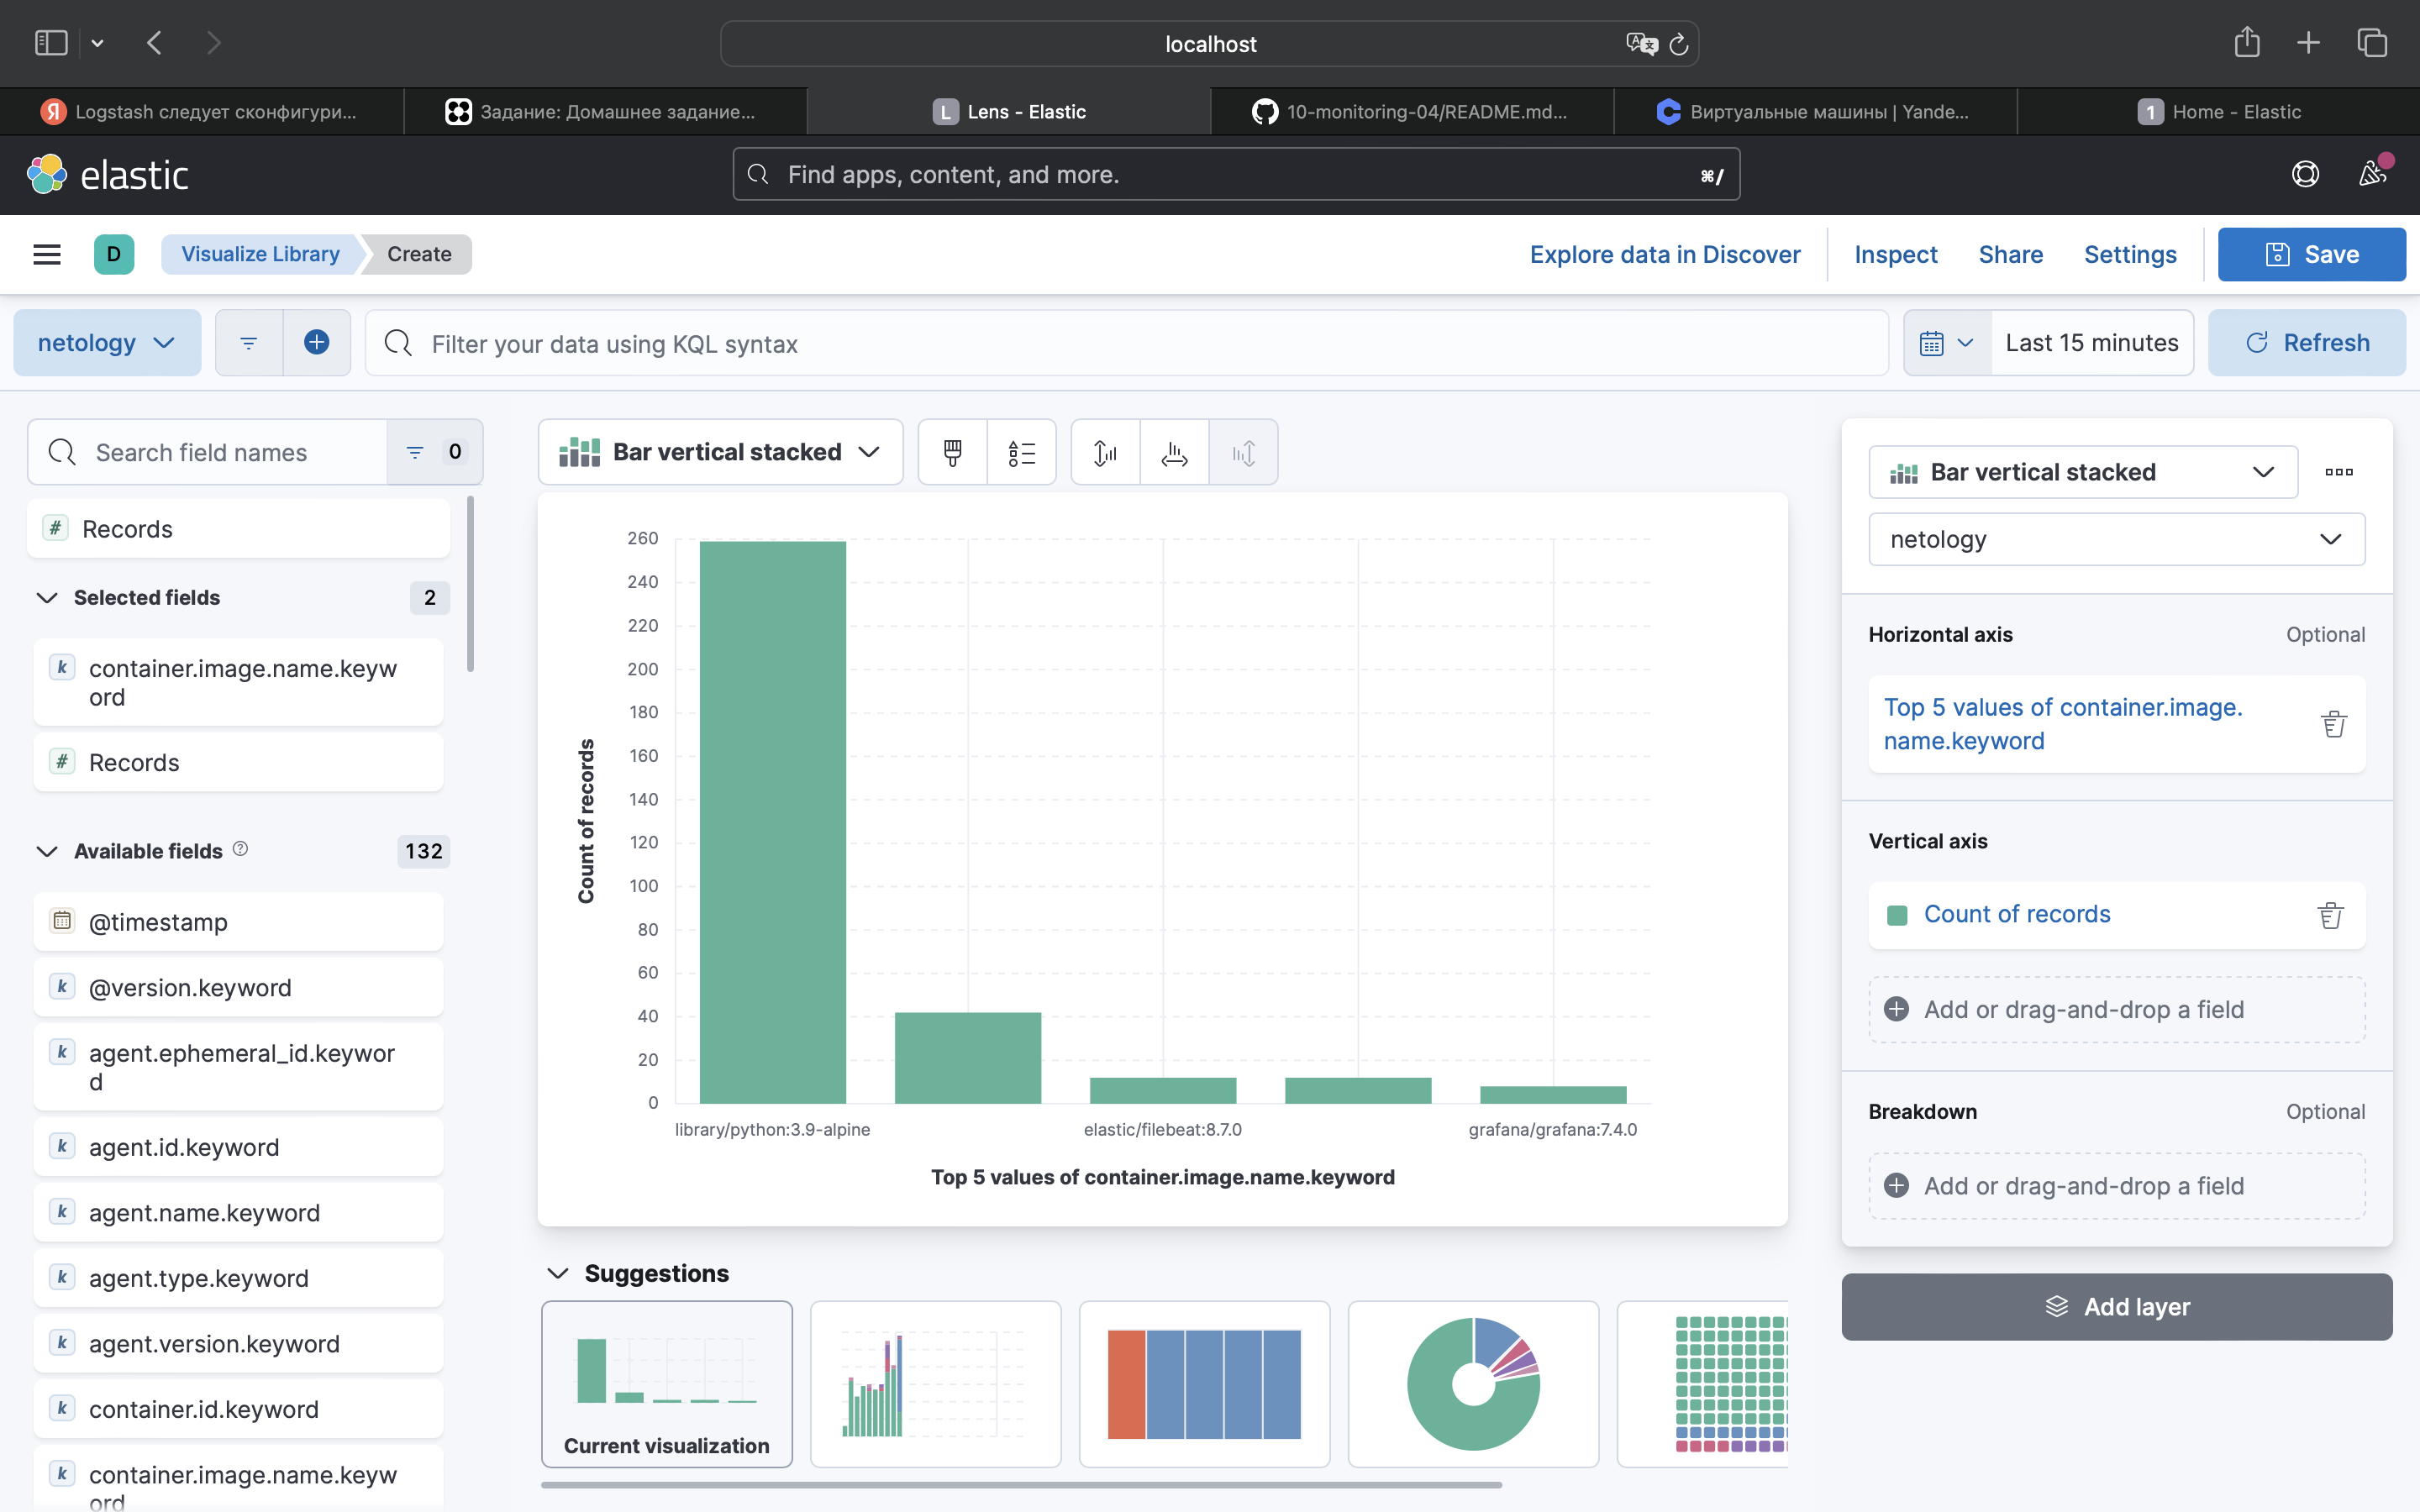 localhost
Я Logstash следует сконфигури...
Задание: Домашнее задание...
L Lens - Elastic
10-monitoring-04/README.md...
Виртуальные машины | Yande...
1 Home - Elastic
elastic
Find apps, content, and more.
⌘/
D
Visualize Library
Create
Explore data in Discover
Inspect
Share
Settings
Save
netology
Filter your data using KQL syntax
Last 15 minutes
Refresh
Search field names
0
# Records
Selected fields
2
k container.image.name.keyw
ord
# Records
Available fields
132
@timestamp
k @version.keyword
k agent.ephemeral_id.keywor
d
k agent.id.keyword
k agent.name.keyword
k agent.type.keyword
k agent.version.keyword
k container.id.keyword
k container.image.name.keyw
ord
Bar vertical stacked
260
240
220
200
180
160
140
120
100
80
60
40
20
0
Count of records
library/python:3.9-alpine
elastic/filebeat:8.7.0
grafana/grafana:7.4.0
Top 5 values of container.image.name.keyword
Suggestions
Current visualization
Bar vertical stacked
netology
Horizontal axis
Optional
Top 5 values of container.image.
name.keyword
Vertical axis
Count of records
Add or drag-and-drop a field
Breakdown
Optional
Add or drag-and-drop a field
Add layer